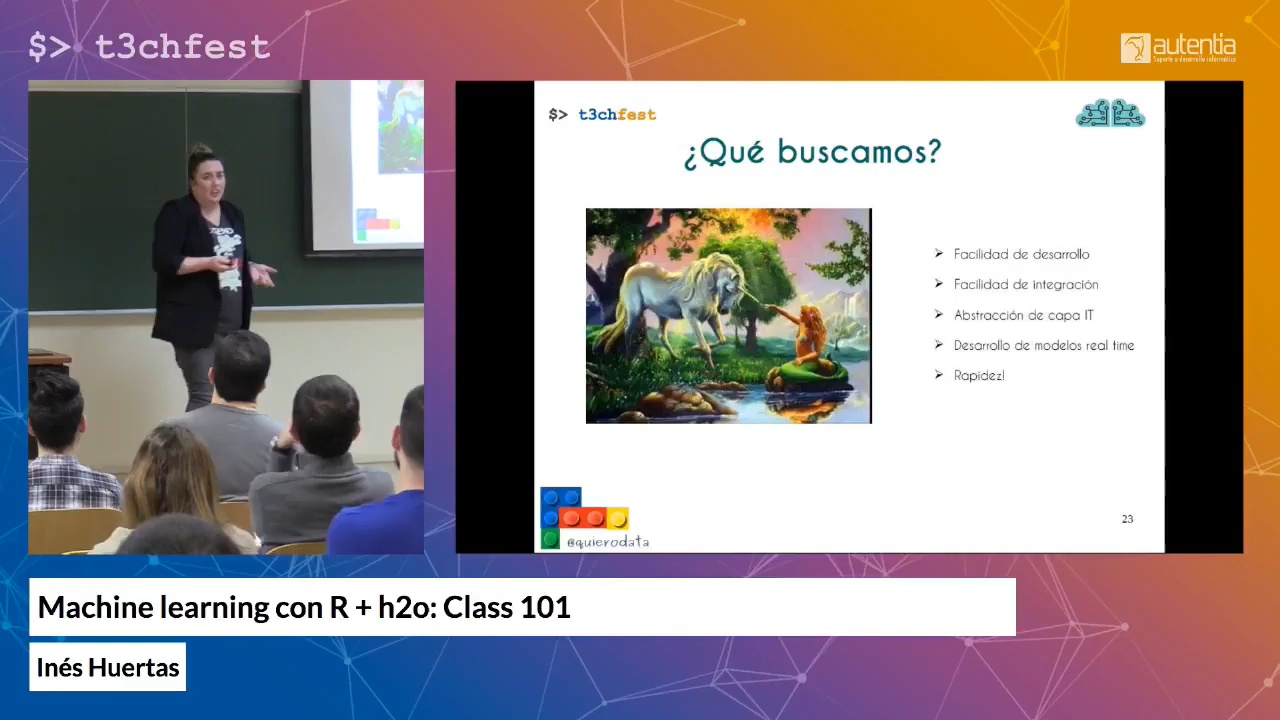 $> t3chfest
autentia
Soporte a desarrollo informático
$> t3chfest
¿Qué buscamos?
➢ Facilidad de desarrollo
➢ Facilidad de integración
➢ Abstracción de capa IT
➢ Desarrollo de modelos real time
➢ Rapidez!
23
@quierodata
Machine learning con R + h2o: Class 101
Inés Huertas